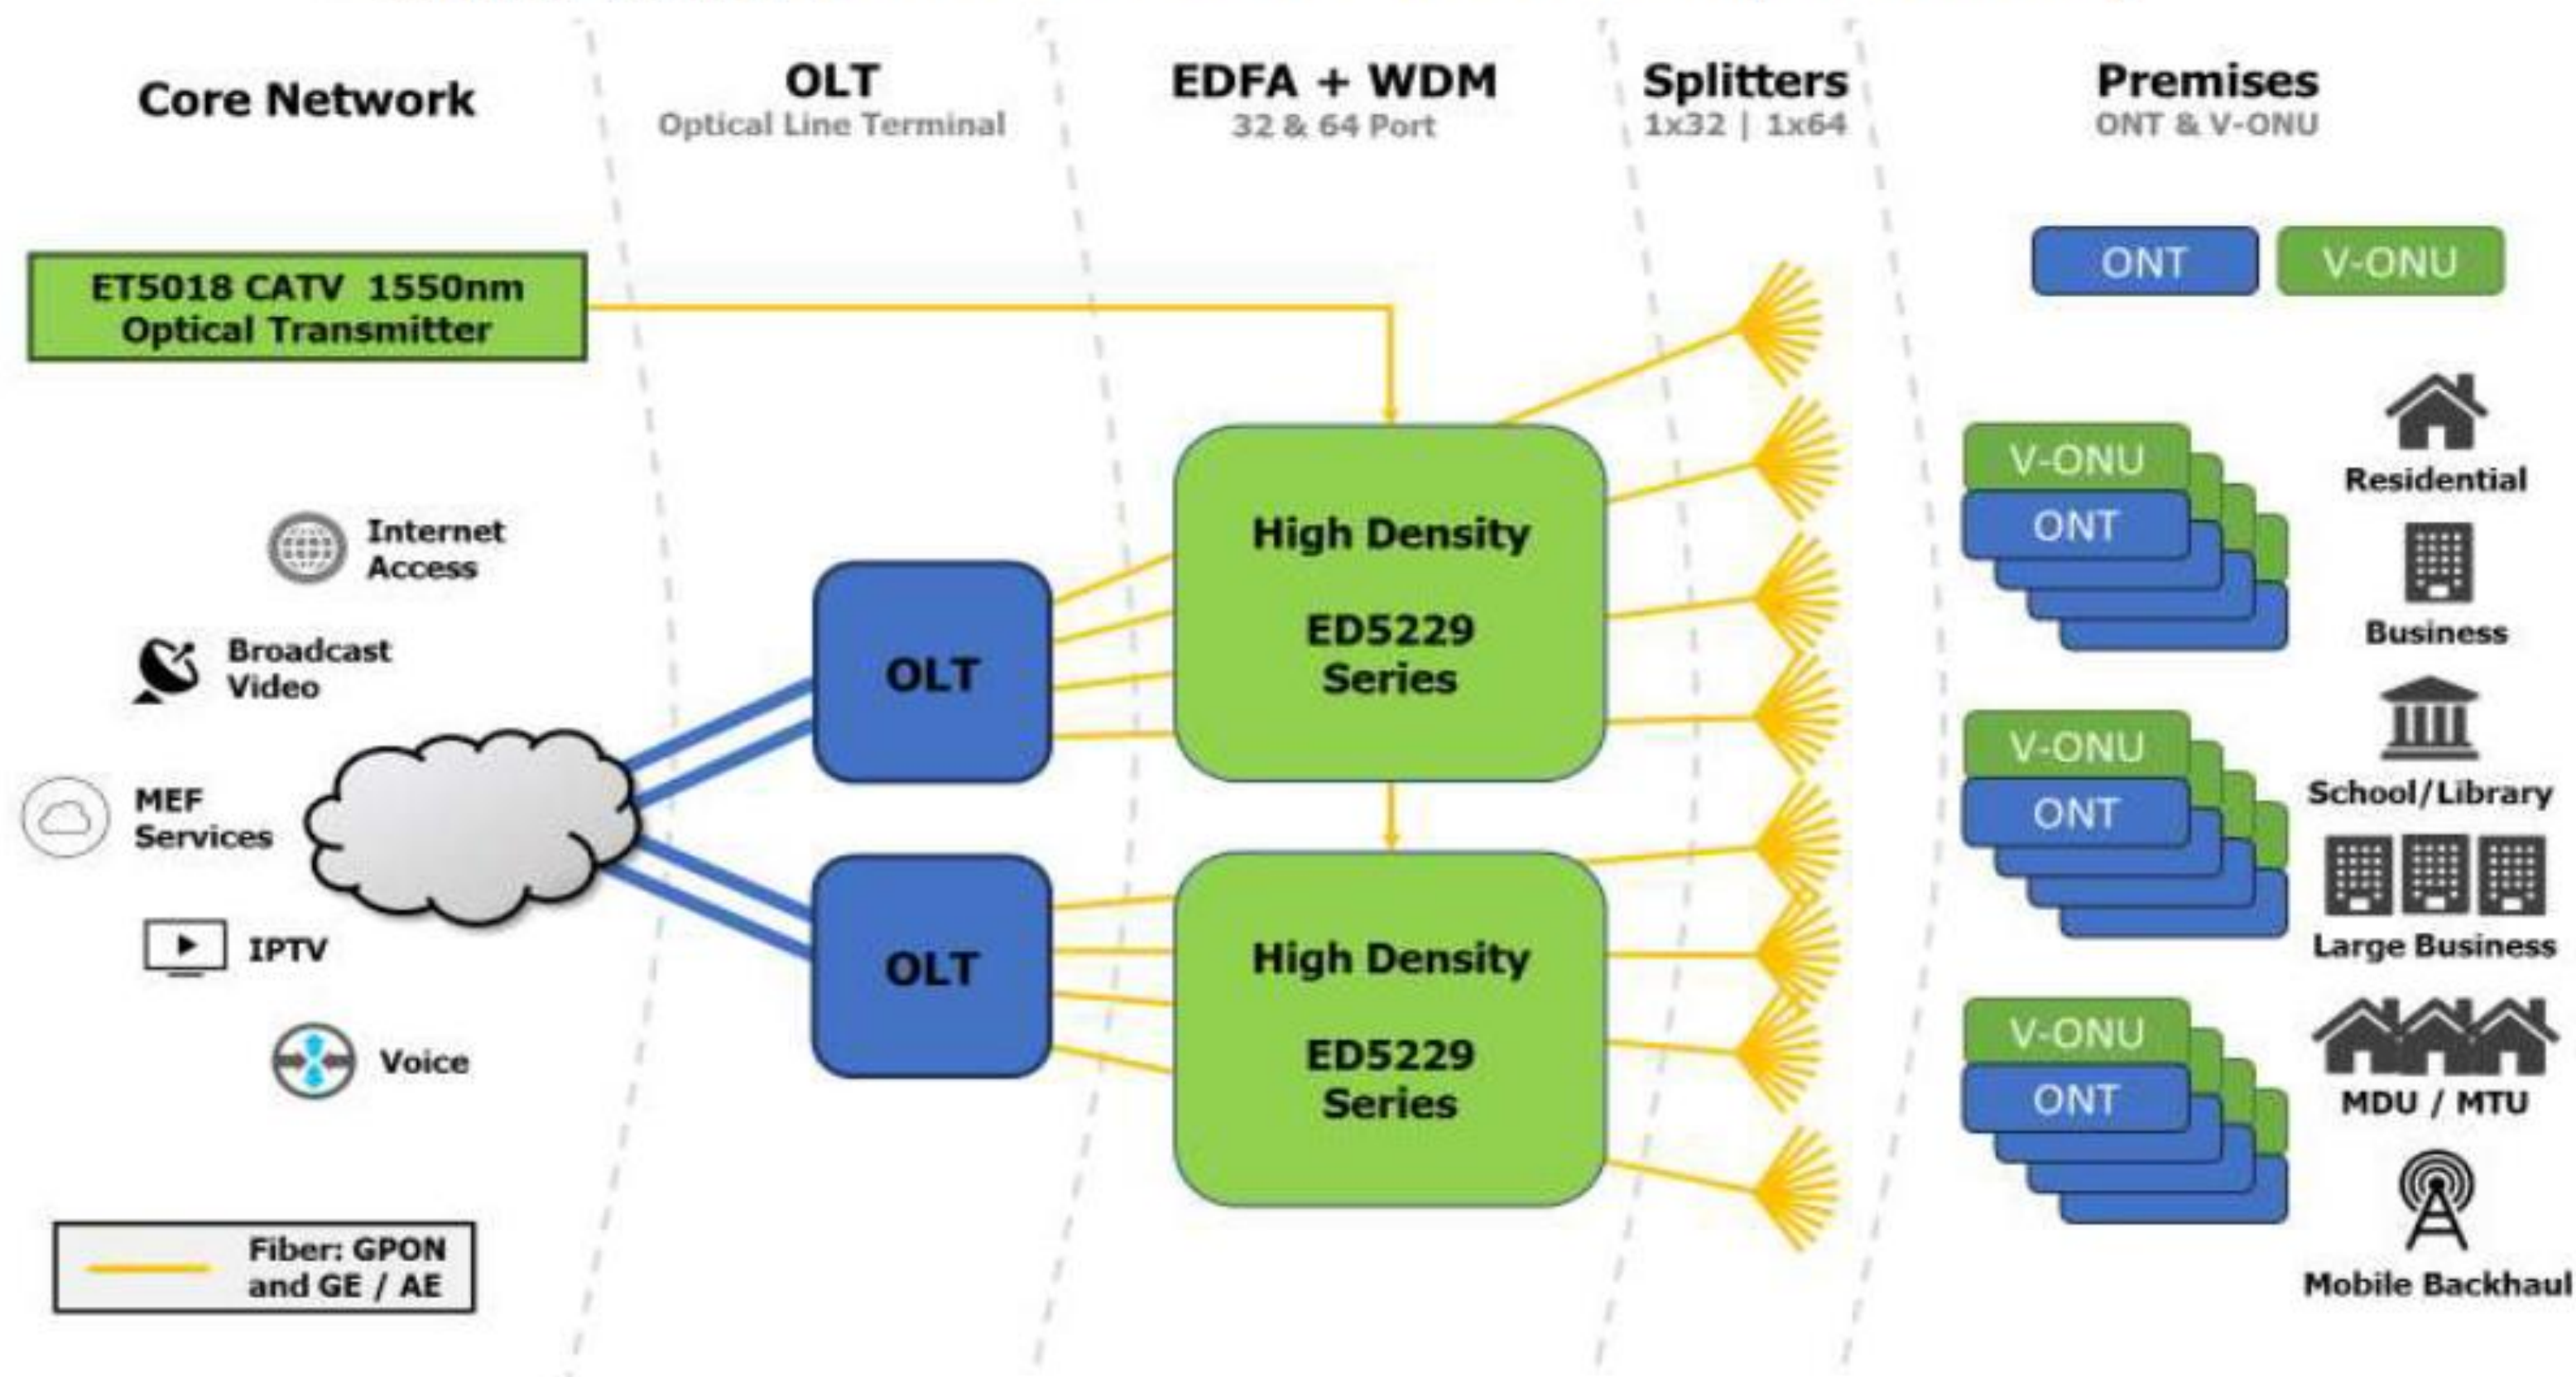 Core Network
OLT
Optical Line Terminal
EDFA + WDM
32 & 64 Port
Splitters
1x32 | 1x64
Premises
ONT & V-ONU
ET5018 CATV 1550nm
Optical Transmitter
ONT
V-ONU
Internet
Access
Broadcast
Video
MEF
Services
IPTV
Voice
Fiber: GPON
and GE / AE
OLT
OLT
High Density
ED5229
Series
High Density
ED5229
Series
V-ONU
ONT
V-ONU
ONT
V-ONU
ONT
Residential
Business
School/Library
Large Business
MDU / MTU
Mobile Backhaul